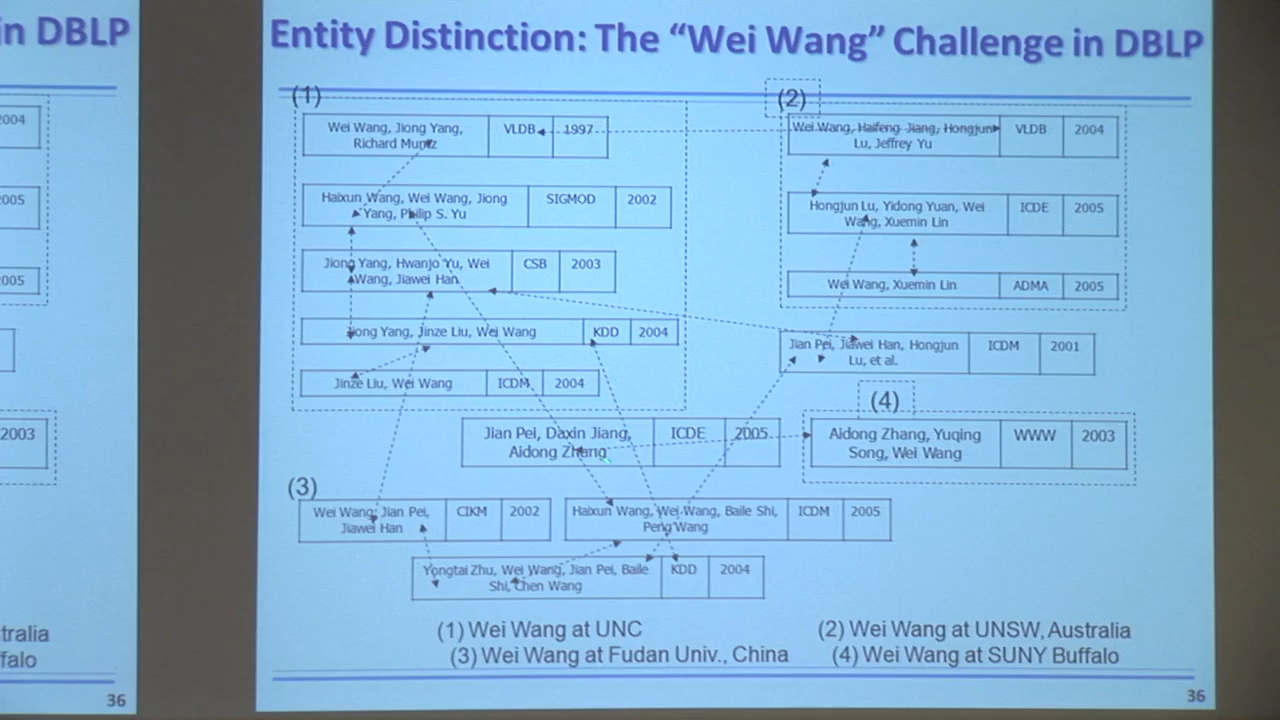 in DBLP
2004
2005
2005
2003
tralia
ffalo
36
Entity Distinction: The “Wei Wang” Challenge in DBLP
(1)
Wei Wang, Jiong Yang,
Richard Muntz
VLDB
1997
Haixun Wang, Wei Wang, Jiong
Yang, Philip S. Yu
SIGMOD
2002
Jiong Yang, Hwanjo Yu, Wei
Wang, Jiawei Han
CSB
2003
Jiong Yang, Jinze Liu, Wei Wang
KDD
2004
Jinze Liu, Wei Wang
ICDM
2004
(2)
Wei Wang, Haifeng Jiang, Hongjun
Lu, Jeffrey Yu
VLDB
2004
Hongjun Lu, Yidong Yuan, Wei
Wang, Xuemin Lin
ICDE
2005
Wei Wang, Xuemin Lin
ADMA
2005
Jian Pei, Jiawei Han, Hongjun
Lu, et al.
ICDM
2001
(4)
Jian Pei, Daxin Jiang,
Aidong Zhang
ICDE
2005
Aidong Zhang, Yuqing
Song, Wei Wang
WWW
2003
(3)
Wei Wang, Jian Pei,
Jiawei Han
CIKM
2002
Haixun Wang, Wei Wang, Baile Shi,
Peng Wang
ICDM
2005
Yongtai Zhu, Wei Wang, Jian Pei, Baile
Shi, Chen Wang
KDD
2004
(1) Wei Wang at UNC
(2) Wei Wang at UNSW, Australia
(3) Wei Wang at Fudan Univ., China
(4) Wei Wang at SUNY Buffalo
36